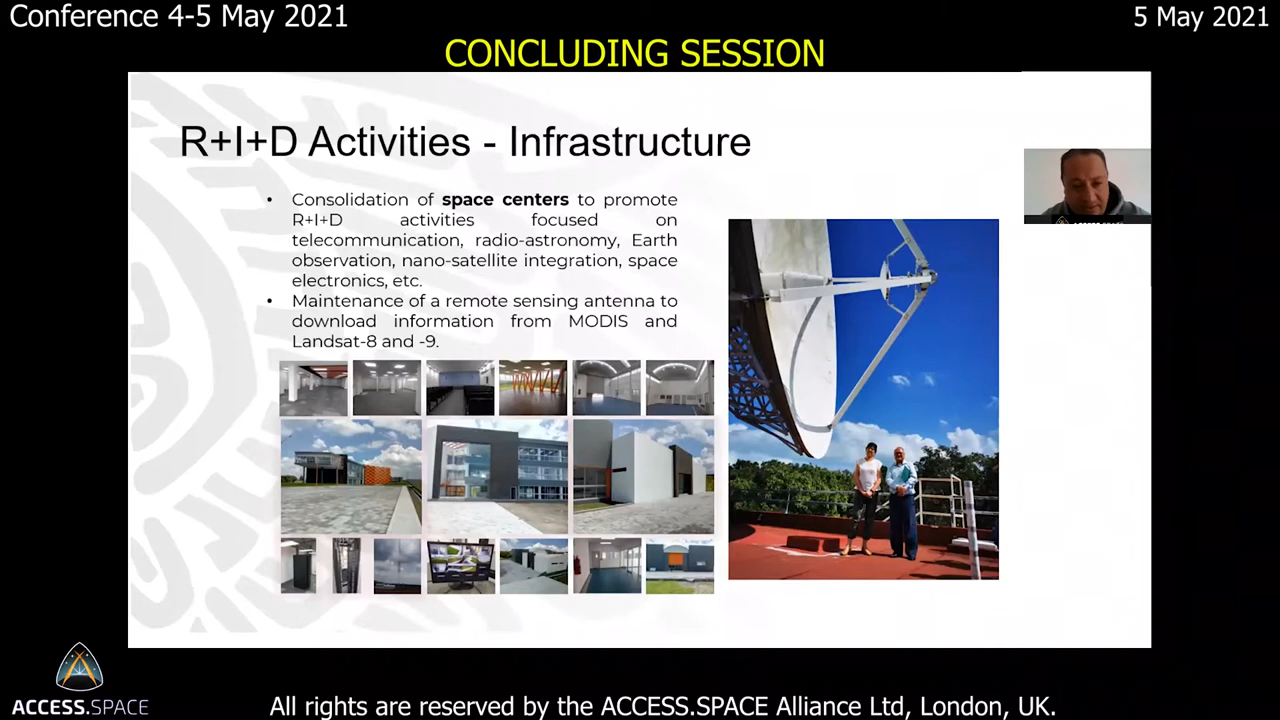 Conference 4-5 May 2021
5 May 2021
CONCLUDING SESSION
R+I+D Activities - Infrastructure
• Consolidation of space centers to promote
R+I+D activities focused on
telecommunication, radio-astronomy, Earth
observation, nano-satellite integration, space
electronics, etc.
• Maintenance of a remote sensing antenna to
download information from MODIS and
Landsat-8 and -9.
ACCESS.SPACE
ACCESS.SPACE
All rights are reserved by the ACCESS.SPACE Alliance Ltd, London, UK.